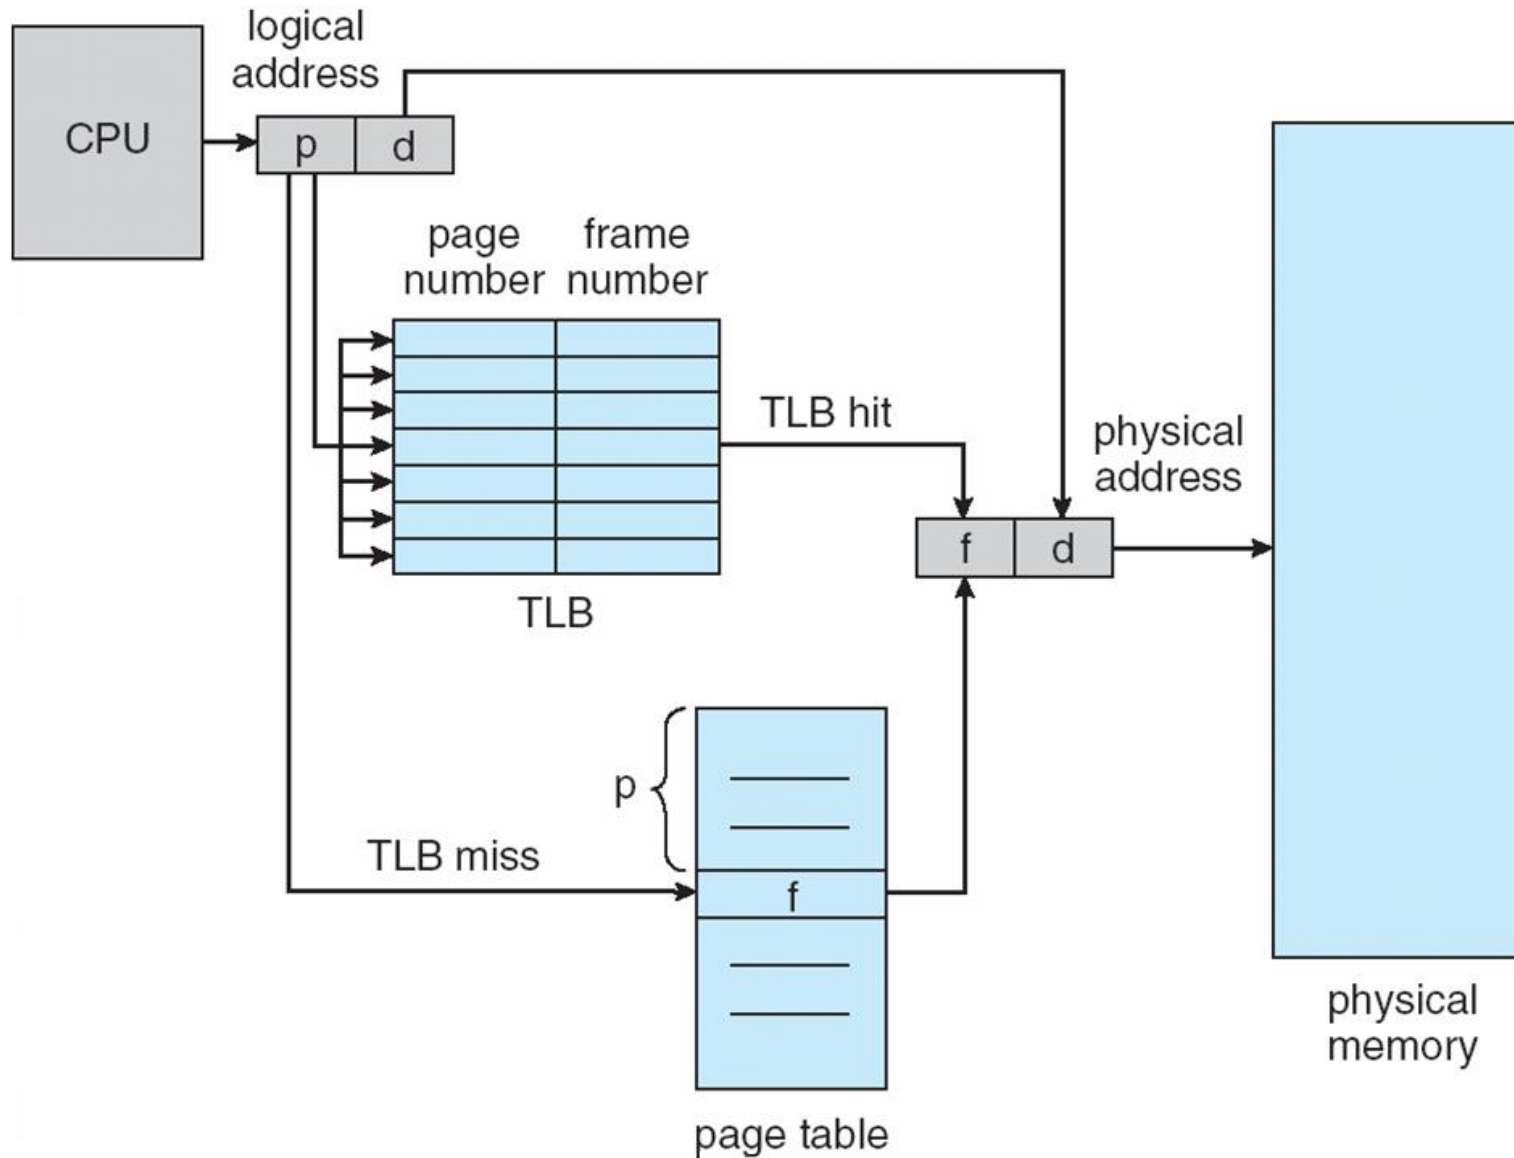 logical
address
CPU
p d
page frame
number number
TLB hit
physical
address
f d
TLB
p
TLB miss
f
physical
memory
page table